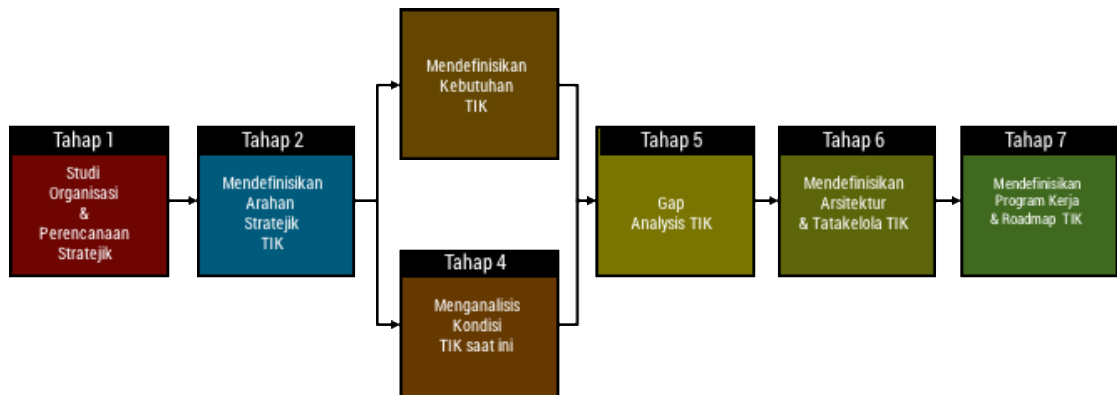 Tahap 1
Studi
Organisasi
&
Perencanaan
Stratejik
Tahap 2
Mendefinisikan
Arahan
Stratejik
TIK
Mendefinisikan
Kebutuhan
TIK
Tahap 4
Menganalisis
Kondisi
TIK saat ini
Tahap 5
Gap
Analysis TIK
Tahap 6
Mendefinisikan
Arsitektur
& Tatakelola TIK
Tahap 7
Mendefinisikan
Program Kerja
& Roadmap TIK